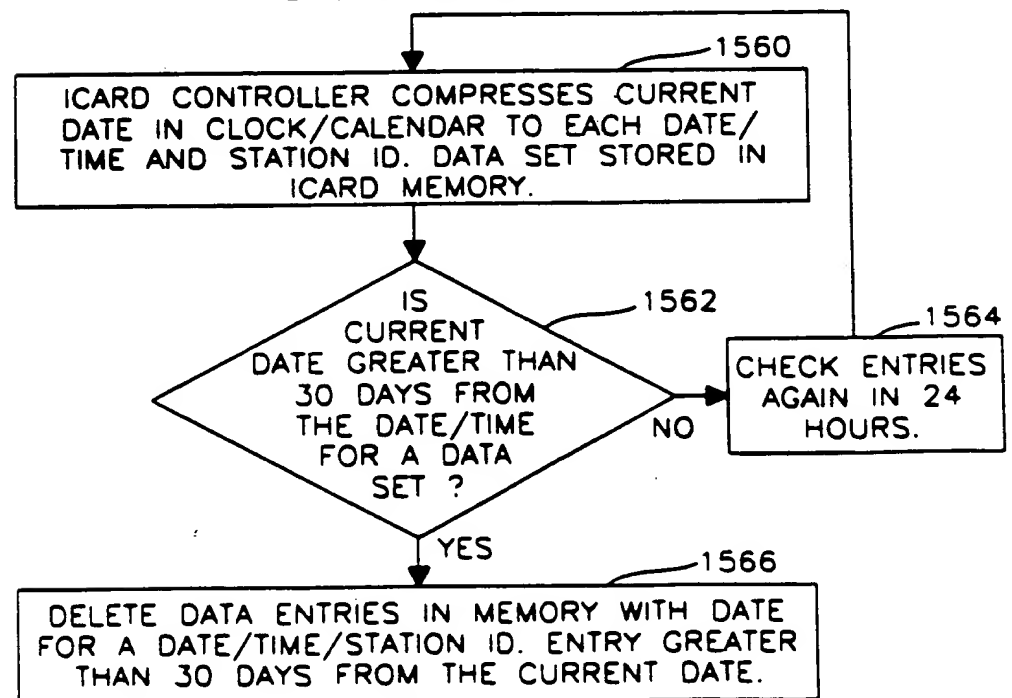 1560
ICARD CONTROLLER COMPRESSES CURRENT
DATE IN CLOCK/CALENDAR TO EACH DATE/
TIME AND STATION ID. DATA SET STORED IN
ICARD MEMORY.
1562
IS
CURRENT
DATE GREATER THAN
30 DAYS FROM
THE DATE/TIME
FOR A DATA
SET ?
NO
1564
CHECK ENTRIES
AGAIN IN 24
HOURS.
YES
1566
DELETE DATA ENTRIES IN MEMORY WITH DATE
FOR A DATE/TIME/STATION ID. ENTRY GREATER
THAN 30 DAYS FROM THE CURRENT DATE.